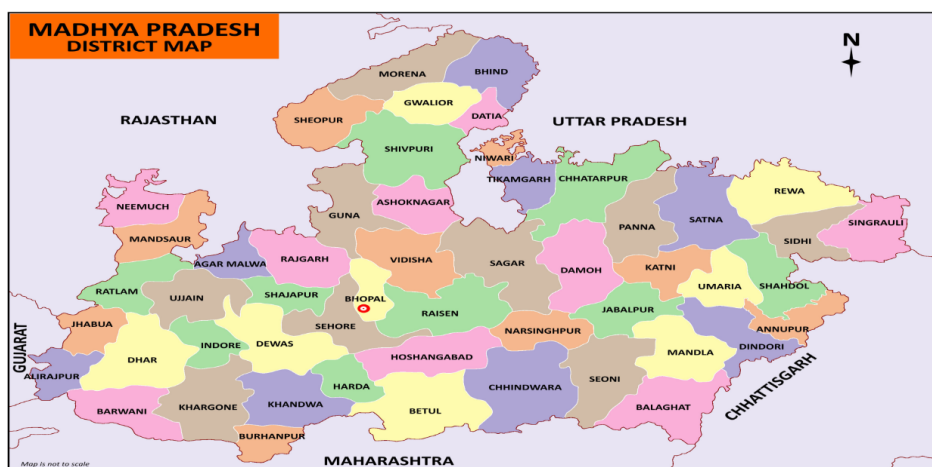 MADHYA PRADESH
DISTRICT MAP
N
MORENA
BHIND
GWALIOR
SHEOPUR
DATIA
RAJASTHAN
UTTAR PRADESH
SHIVPURI
NIWARI
TIKAMGARH
CHHATARPUR
REWA
NEEMUCH
ASHOKNAGAR
GUNA
PANNA
SATNA
SINGRAULI
MANDSAUR
SIDHI
AGAR MALWA
RAJGARH
VIDISHA
SAGAR
DAMOH
KATNI
UMARIA
SHAHDOL
RATLAM
UJJAIN
SHAJAPUR
BHOPAL
RAISEN
JABALPUR
JHABUA
SEHORE
NARSINGHPUR
ANNUPUR
GUJARAT
INDORE
DEWAS
DINDORI
DHAR
HOSHANGABAD
MANDLA
ALIRAJPUR
HARDA
CHHINDWARA
SEONI
CHHATTISGARH
BARWANI
KHARGONE
KHANDWA
BETUL
BALAGHAT
BURHANPUR
MAHARASHTRA
Map is not to scale